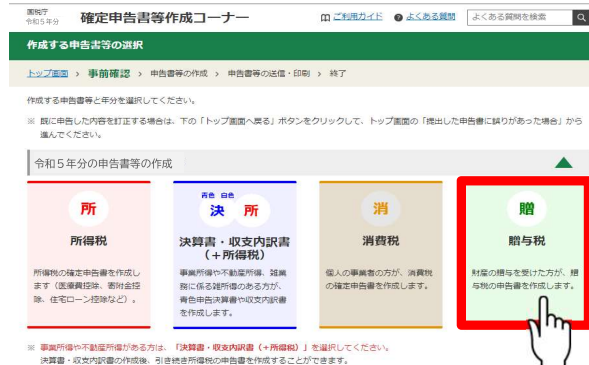 国税庁
令和5年分 確定申告書等作成コーナー ご利用ガイド よくある質問 よくある質問を検索
作成する申告書等の選択
トップ画面 > 事前確認 > 申告書等の作成 > 申告書等の送信・印刷 > 終了
作成する申告書等と年分を選択してください。
※ 既に申告した内容を訂正する場合は、下の「トップ画面へ戻る」ボタンをクリックして、トップ画面の「提出した申告書に誤りがあった場合」から
進んでください。
令和5年分の申告書等の作成
所
所得税
所得税の確定申告書を作成し
ます(医療費控除、寄附金控
除、住宅ローン控除など)。
青色 白色
決 所
決算書・収支内訳書
(+所得税)
事業所得や不動産所得、雑業
務に係る雑所得のある方が、
青色申告決算書や収支内訳書
を作成します。
消
消費税
個人の事業者の方が、消費税
の確定申告書を作成します。
贈
贈与税
財産の贈与を受けた方が、贈
与税の申告書を作成します。
※ 事業所得や不動産所得がある方は、「決算書・収支内訳書(+所得税)」を選択してください。
決算書・収支内訳書の作成後、引き続き所得税の申告書を作成することができます。